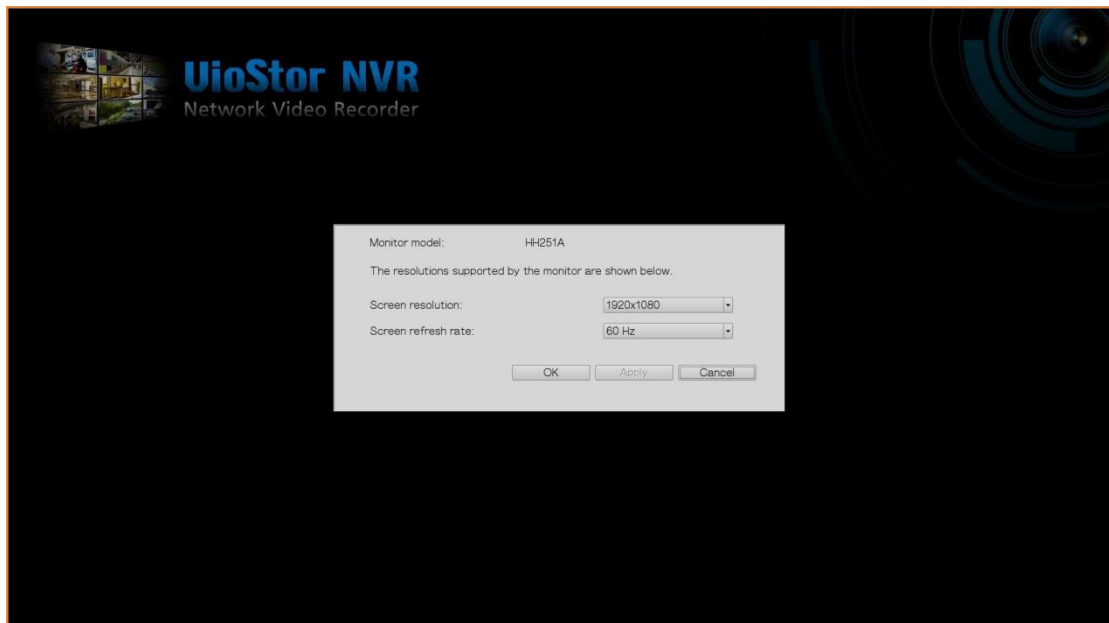 VioStor NVR
Network Video Recorder
Monitor model: HH251A
The resolutions supported by the monitor are shown below.
Screen resolution: 1920x1080
Screen refresh rate: 60 Hz
OK Apply Cancel